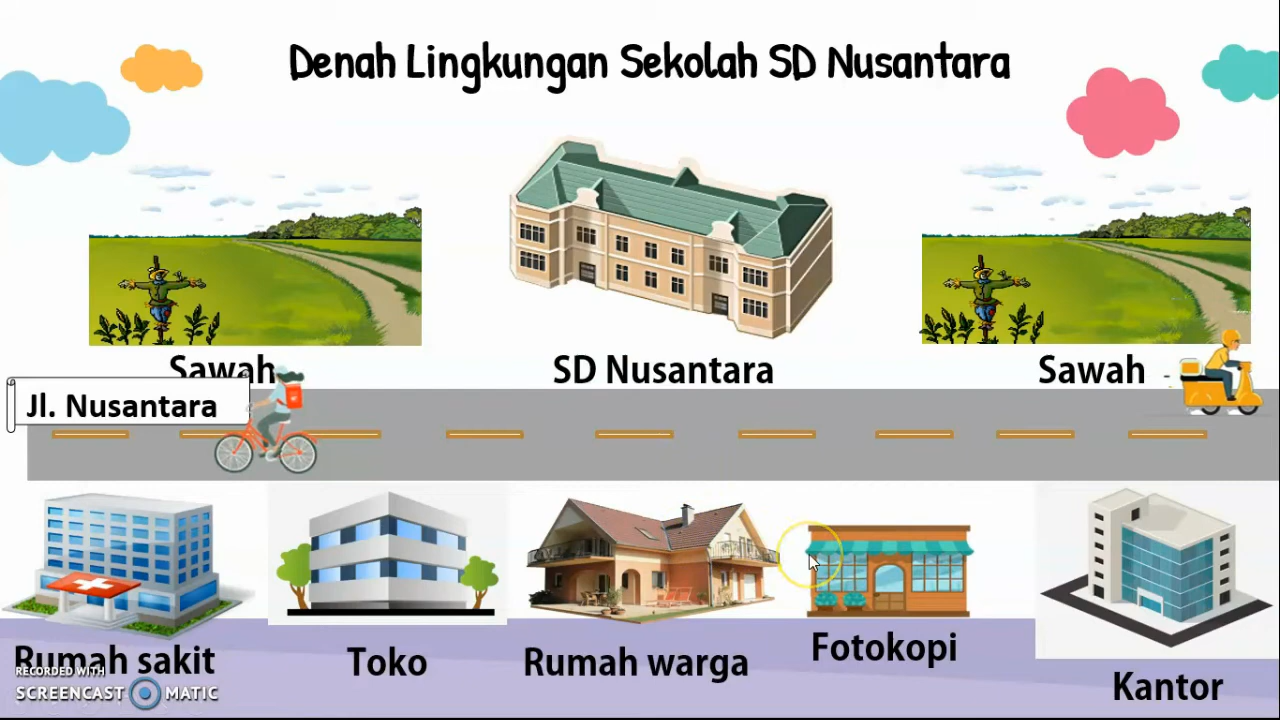 Denah Lingkungan Sekolah SD Nusantara
Sawah
SD Nusantara
Sawah
Jl. Nusantara
Rumah sakit
Toko
Rumah warga
Fotokopi
Kantor
RECORDED WITH
SCREENCAST MATIC